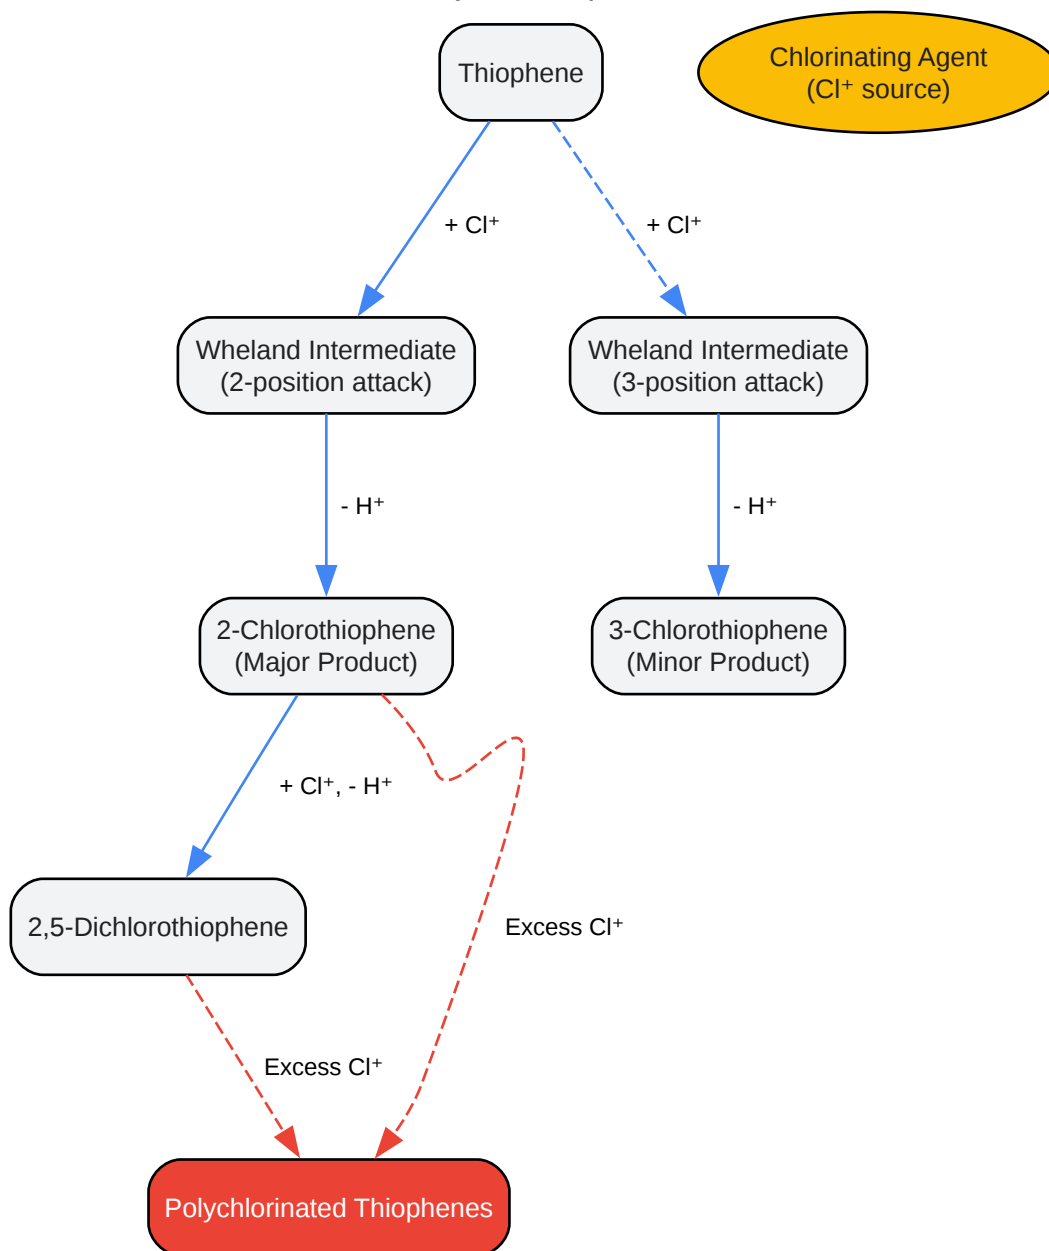 Thiophene
Chlorinating Agent
(Cl⁺ source)
+ Cl⁺
+ Cl⁺
Wheland Intermediate
(2-position attack)
Wheland Intermediate
(3-position attack)
- H⁺
- H⁺
2-Chlorothiophene
(Major Product)
3-Chlorothiophene
(Minor Product)
+ Cl⁺, - H⁺
2,5-Dichlorothiophene
Excess Cl⁺
Excess Cl⁺
Polychlorinated Thiophenes